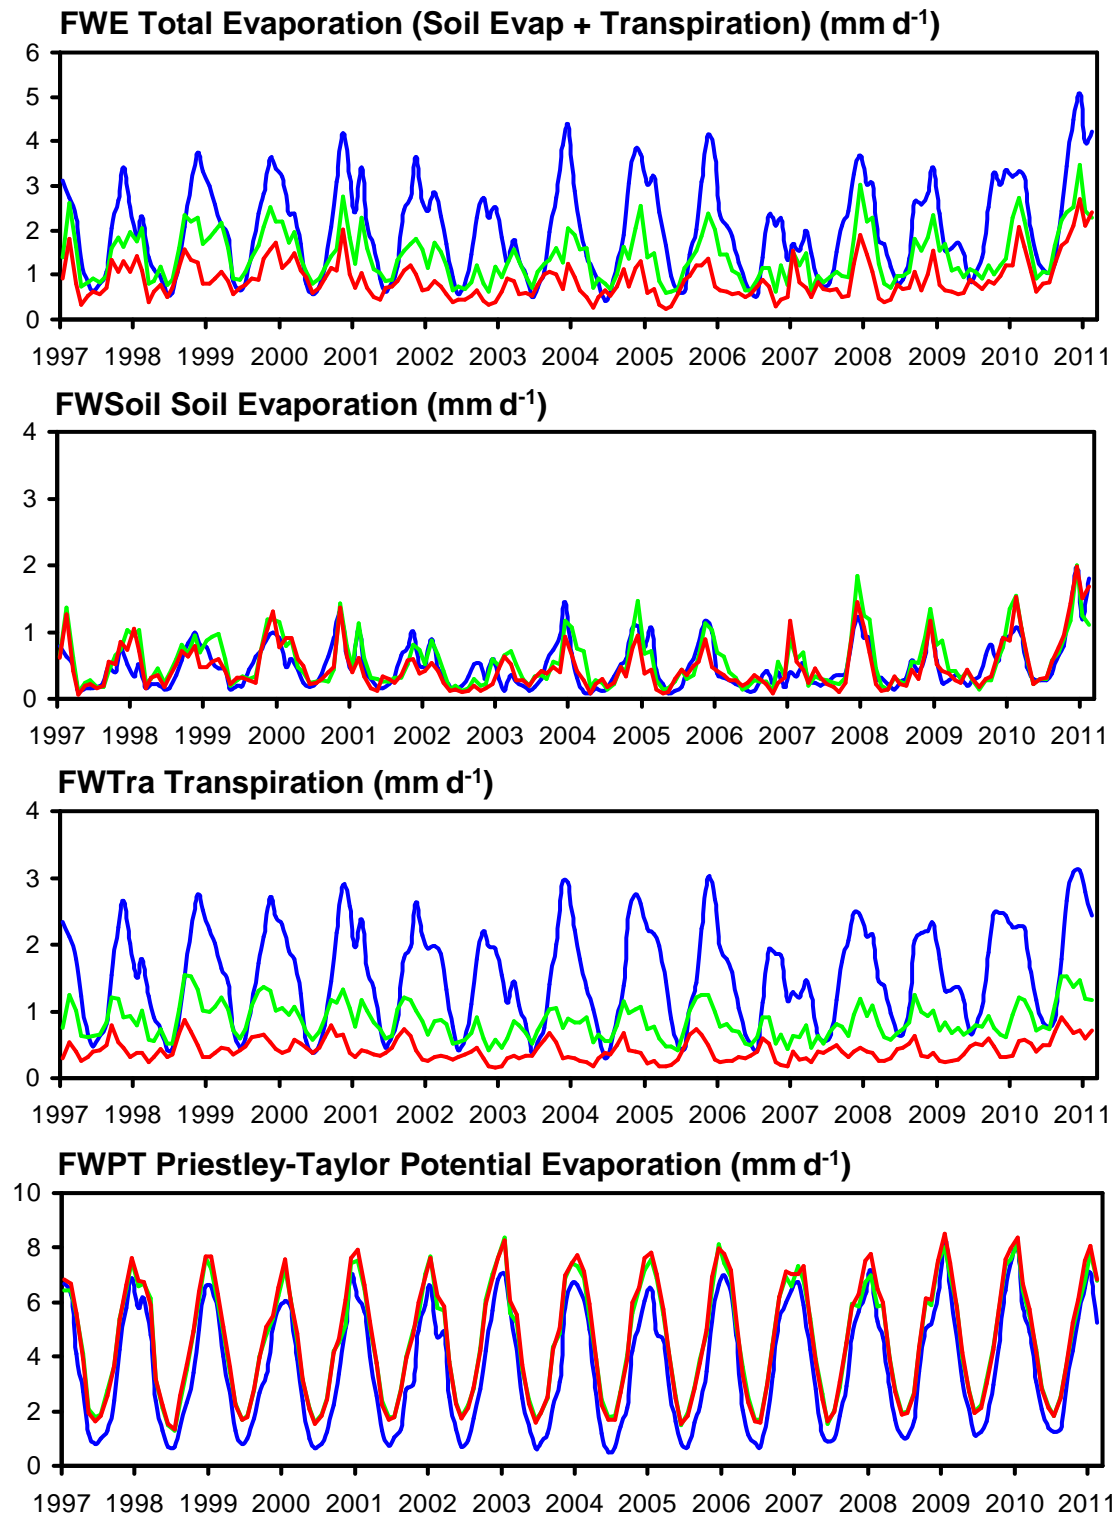 FWE Total Evaporation (Soil Evap + Transpiration) (mm d-1)
6
5
4
3
2
1
0
1997 1998 1999 2000 2001 2002 2003 2004 2005 2006 2007 2008 2009 2010 2011
FWSoil Soil Evaporation (mm d-1)
4
3
2
1
0
1997 1998 1999 2000 2001 2002 2003 2004 2005 2006 2007 2008 2009 2010 2011
FWTra Transpiration (mm d-1)
4
3
2
1
0
1997 1998 1999 2000 2001 2002 2003 2004 2005 2006 2007 2008 2009 2010 2011
FWPT Priestley-Taylor Potential Evaporation (mm d-1)
10
8
6
4
2
0
1997 1998 1999 2000 2001 2002 2003 2004 2005 2006 2007 2008 2009 2010 2011